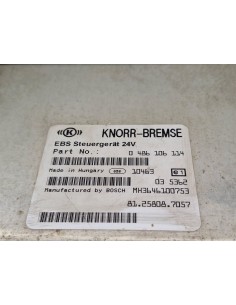 K KNORR-BREMSE
EBS Steuergerät 24V
Part No.: 0 486 106 114
Made in Hungary 10463 e1
03 5362
Manufactured by BOSCH MH3646100753
81.25808.7057